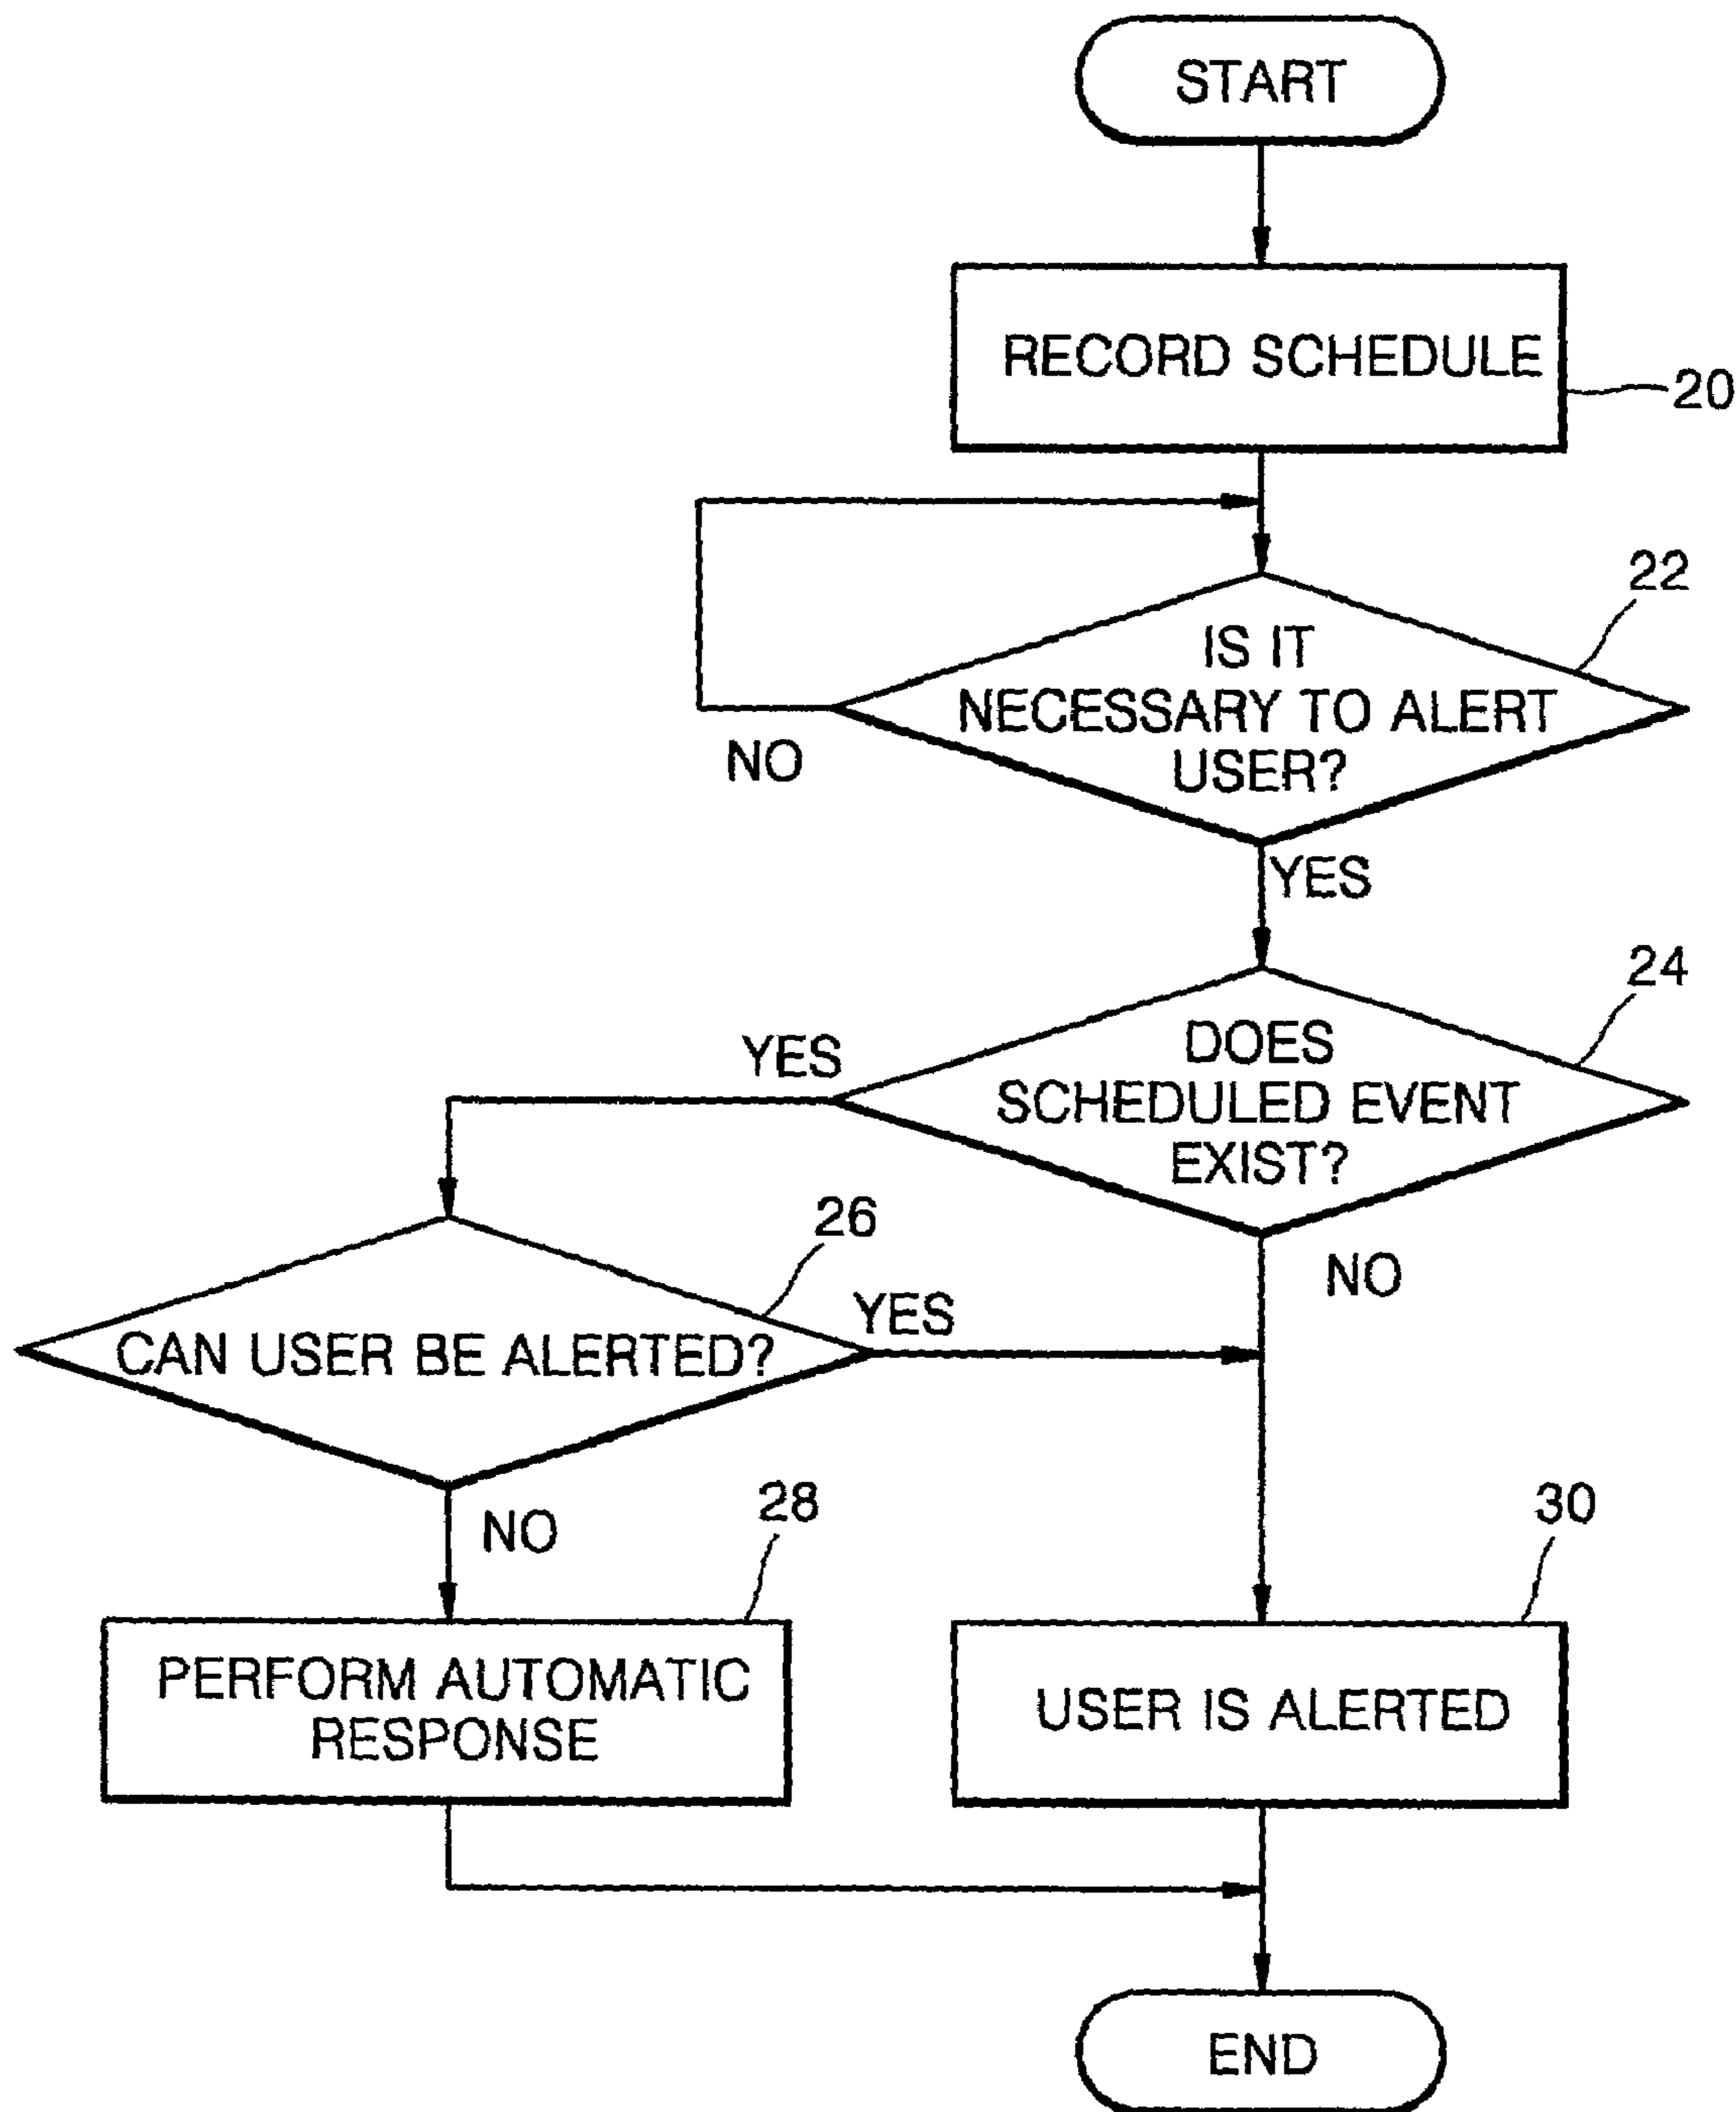 START
RECORD SCHEDULE
20
22
IS IT
NECESSARY TO ALERT
USER?
NO
YES
24
YES
DOES
SCHEDULED EVENT
EXIST?
26
NO
YES
CAN USER BE ALERTED?
28
30
NO
PERFORM AUTOMATIC
RESPONSE
USER IS ALERTED
END